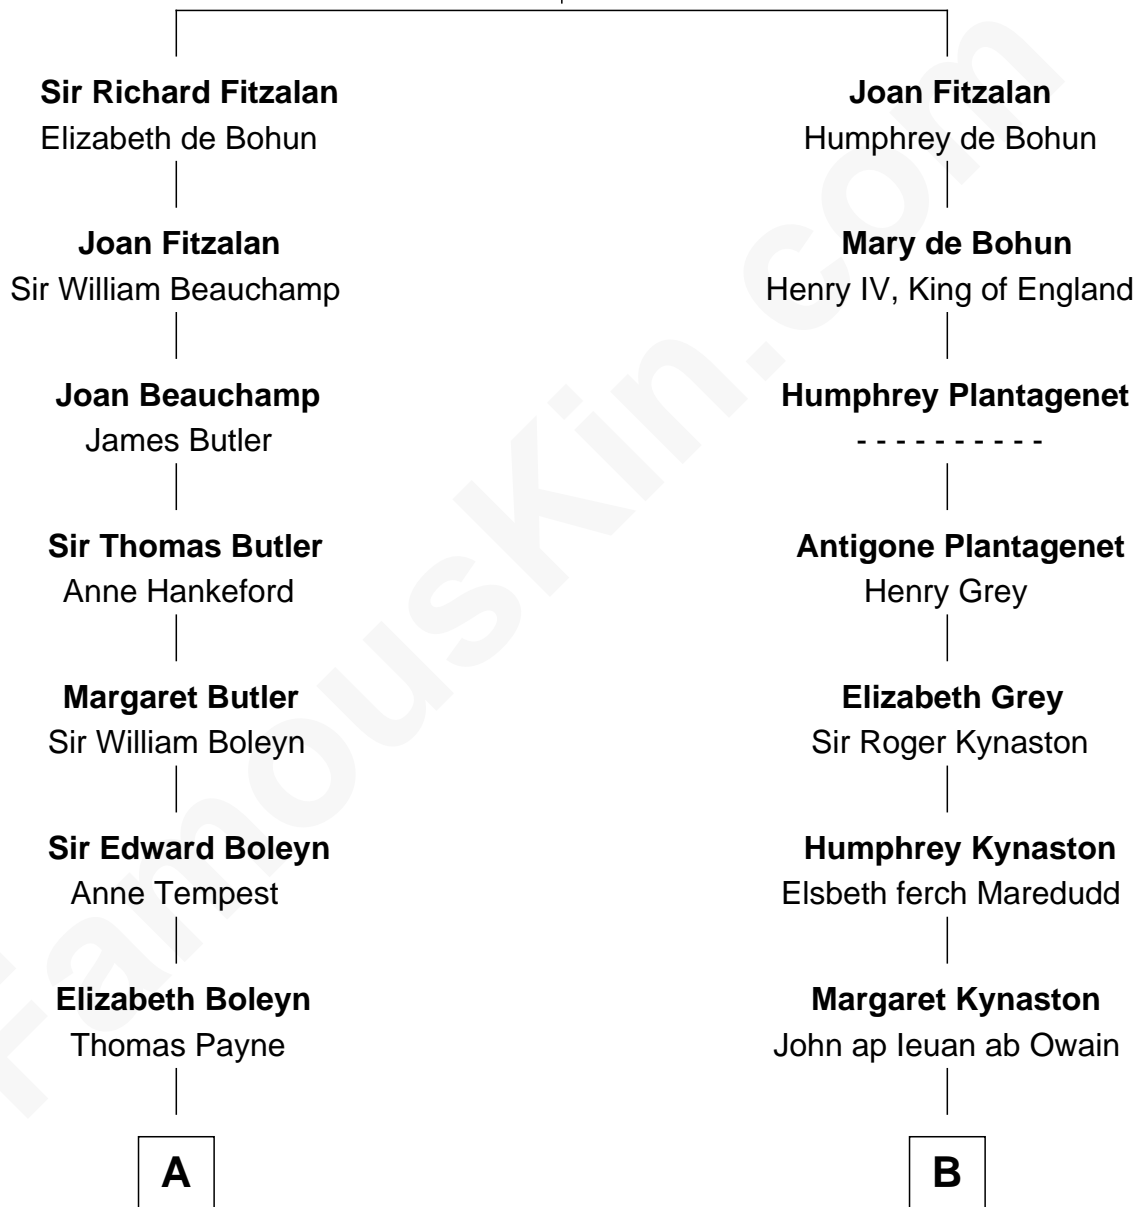 Sir Richard Fitzalan
Elizabeth de Bohun
Joan Fitzalan
Sir William Beauchamp
Joan Beauchamp
James Butler
Sir Thomas Butler
Anne Hankeford
Margaret Butler
Sir William Boleyn
Sir Edward Boleyn
Anne Tempest
Elizabeth Boleyn
Thomas Payne
A
Joan Fitzalan
Humphrey de Bohun
Mary de Bohun
Henry IV, King of England
Humphrey Plantagenet
- - - - - - - - - -
Antigone Plantagenet
Henry Grey
Elizabeth Grey
Sir Roger Kynaston
Humphrey Kynaston
Elsbeth ferch Maredudd
Margaret Kynaston
John ap Ieuan ab Owain
B
FamousKin.com